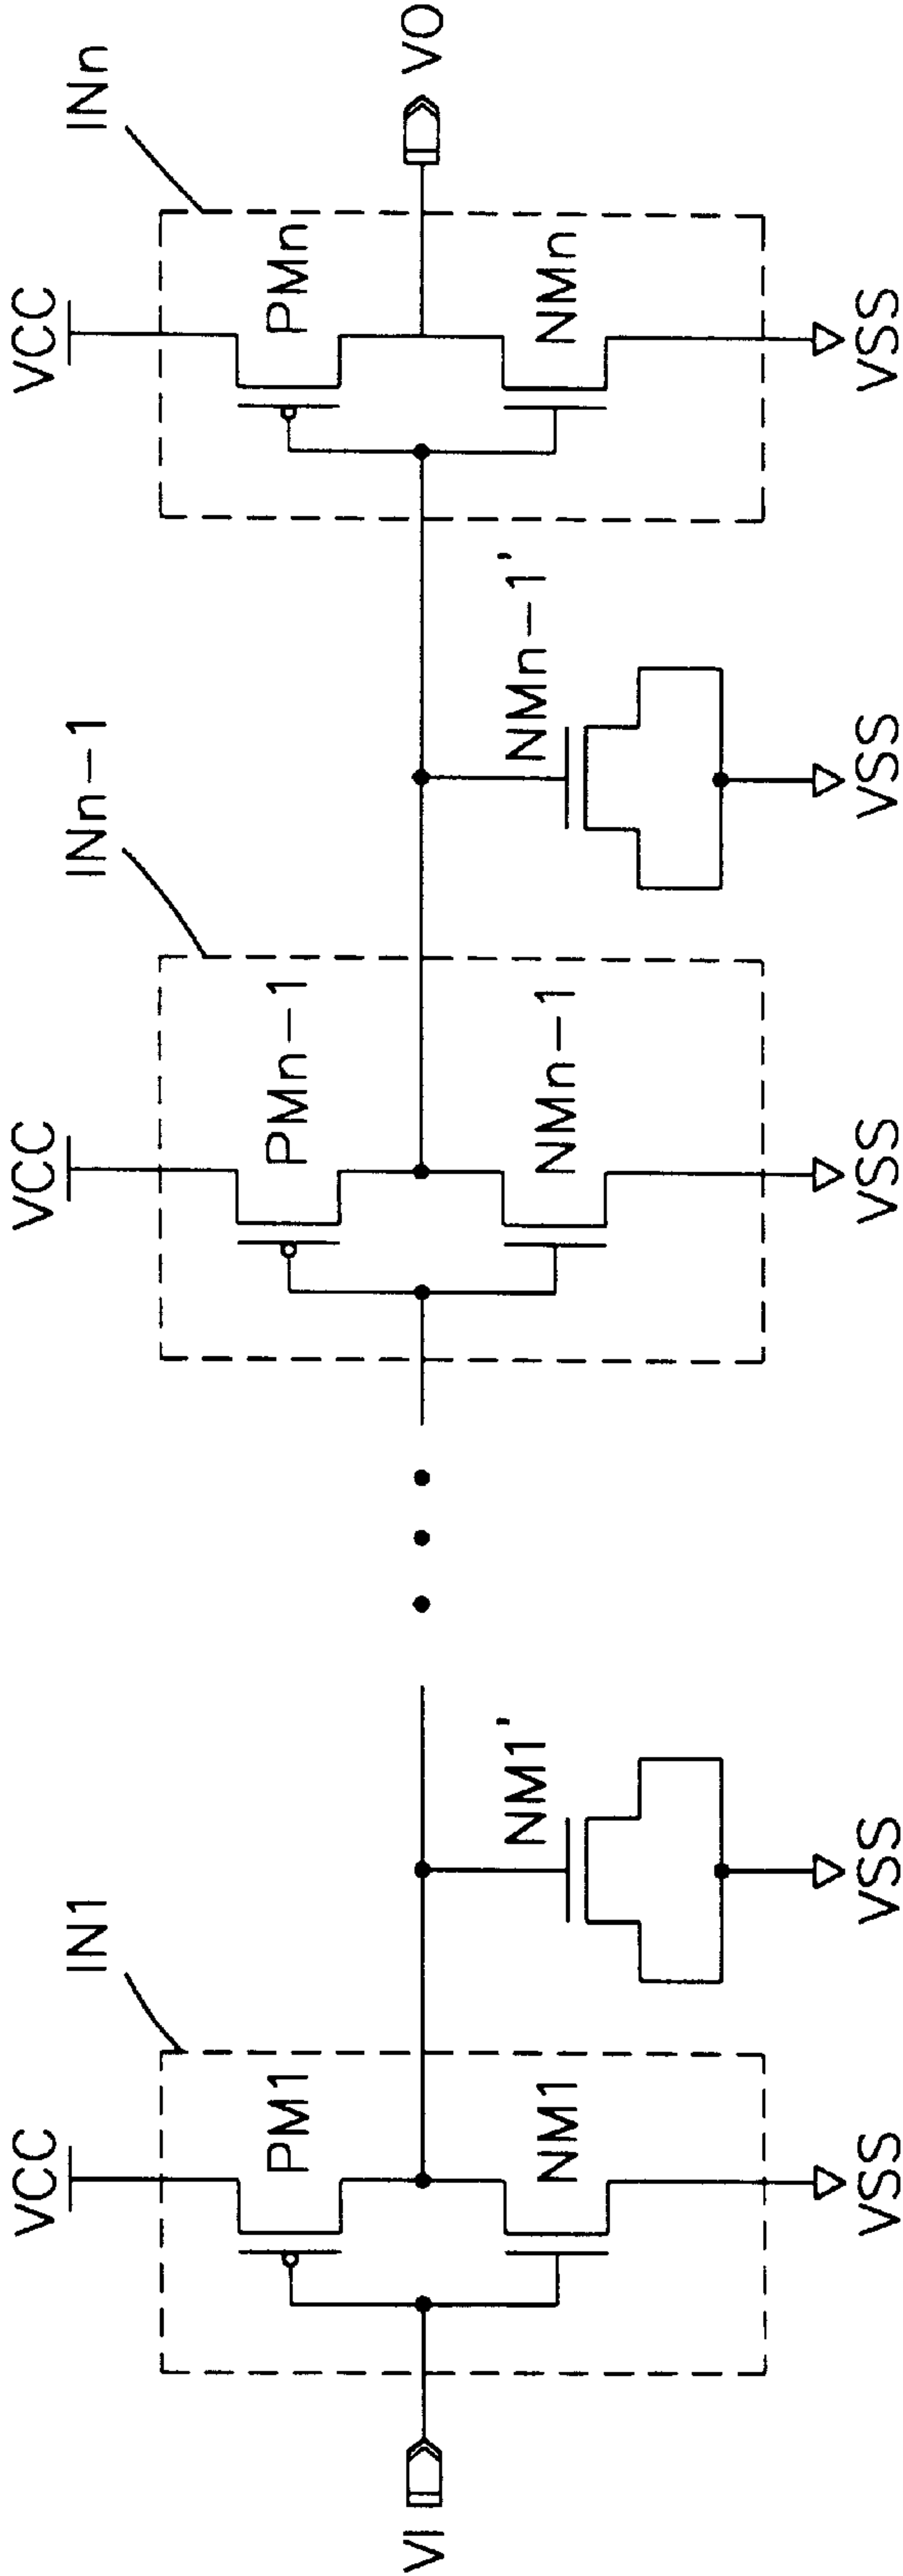 IN1
INn-1
INn
VCC
VCC
VCC
PM1
PMn-1
PMn
VI
VO
NM1
NM1'
NMn-1
NMn-1'
NMn
VSS
VSS
VSS
VSS
VSS